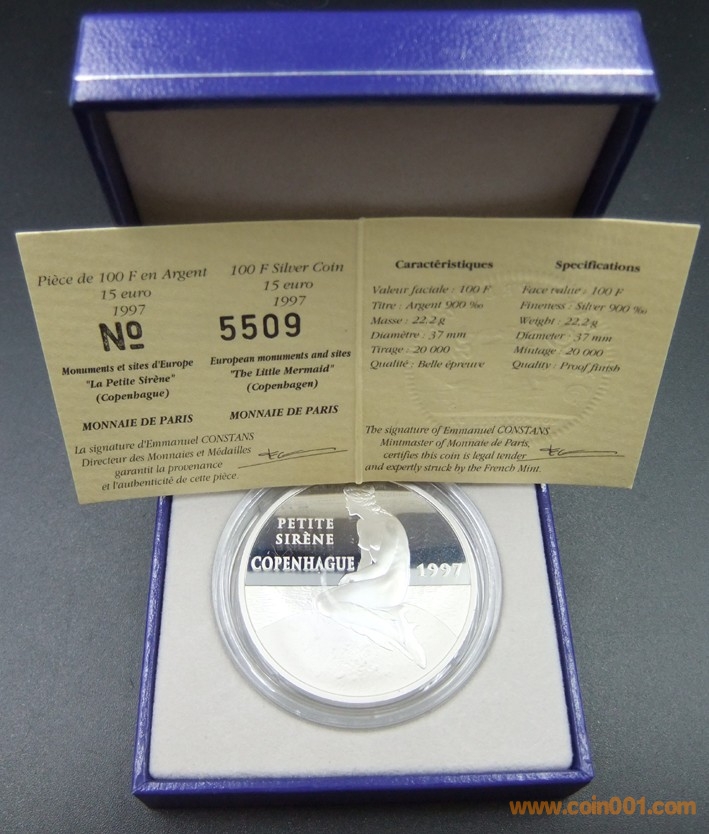 Pièce de 100 F en Argent
15 euro
1997
100 F Silver Coin
15 euro
1997
Nº 5509
Monuments et sites d'Europe
"La Petite Sirène"
(Copenhague)
European monuments and sites
"The Little Mermaid"
(Copenhagen)
MONNAIE DE PARIS
MONNAIE DE PARIS
La signature d'Emmanuel CONSTANS
Directeur des Monnaies et Médailles
garantit la provenance
et l'authenticité de cette pièce.
Caractéristiques
Valeur faciale : 100 F
Titre : Argent 900 ‰
Masse : 22.2 g
Diamètre : 37 mm
Tirage : 20 000
Qualité : Belle épreuve
Specifications
Face value : 100 F
Fineness : Silver 900 ‰
Weight : 22.2 g
Diameter : 37 mm
Mintage : 20 000
Quality : Proof finish
The signature of Emmanuel CONSTANS
Mintmaster of Monnaie de Paris,
certifies this coin is legal tender
and expertly struck by the French Mint.
PETITE
SIRÈNE
COPENHAGUE
1997
www.coin001.com